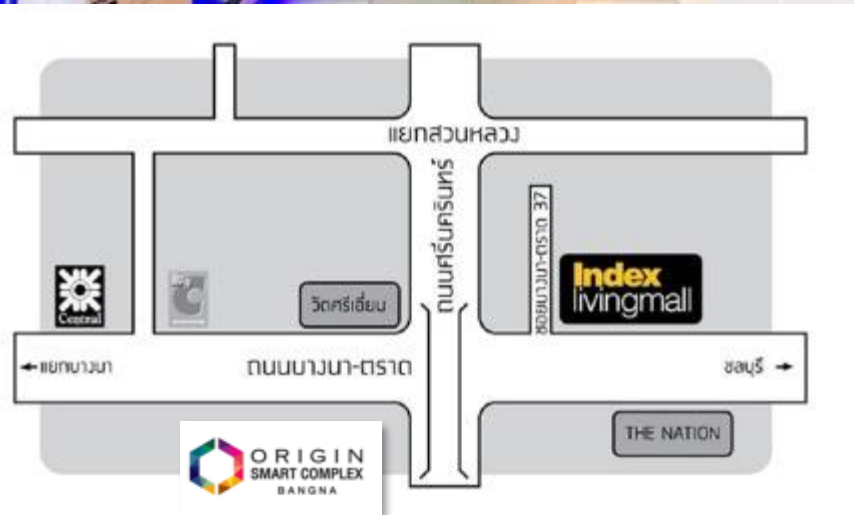 แยกสวนหลวง
ถนนศรีนครินทร์
ซอยบางนา-ตราด 37
Central
วัดศรีเอี่ยม
Index
livingmall
←แยกบางนา
ถนนบางนา-ตราด
ชลบุรี →
THE NATION
ORIGIN
SMART COMPLEX
BANGNA